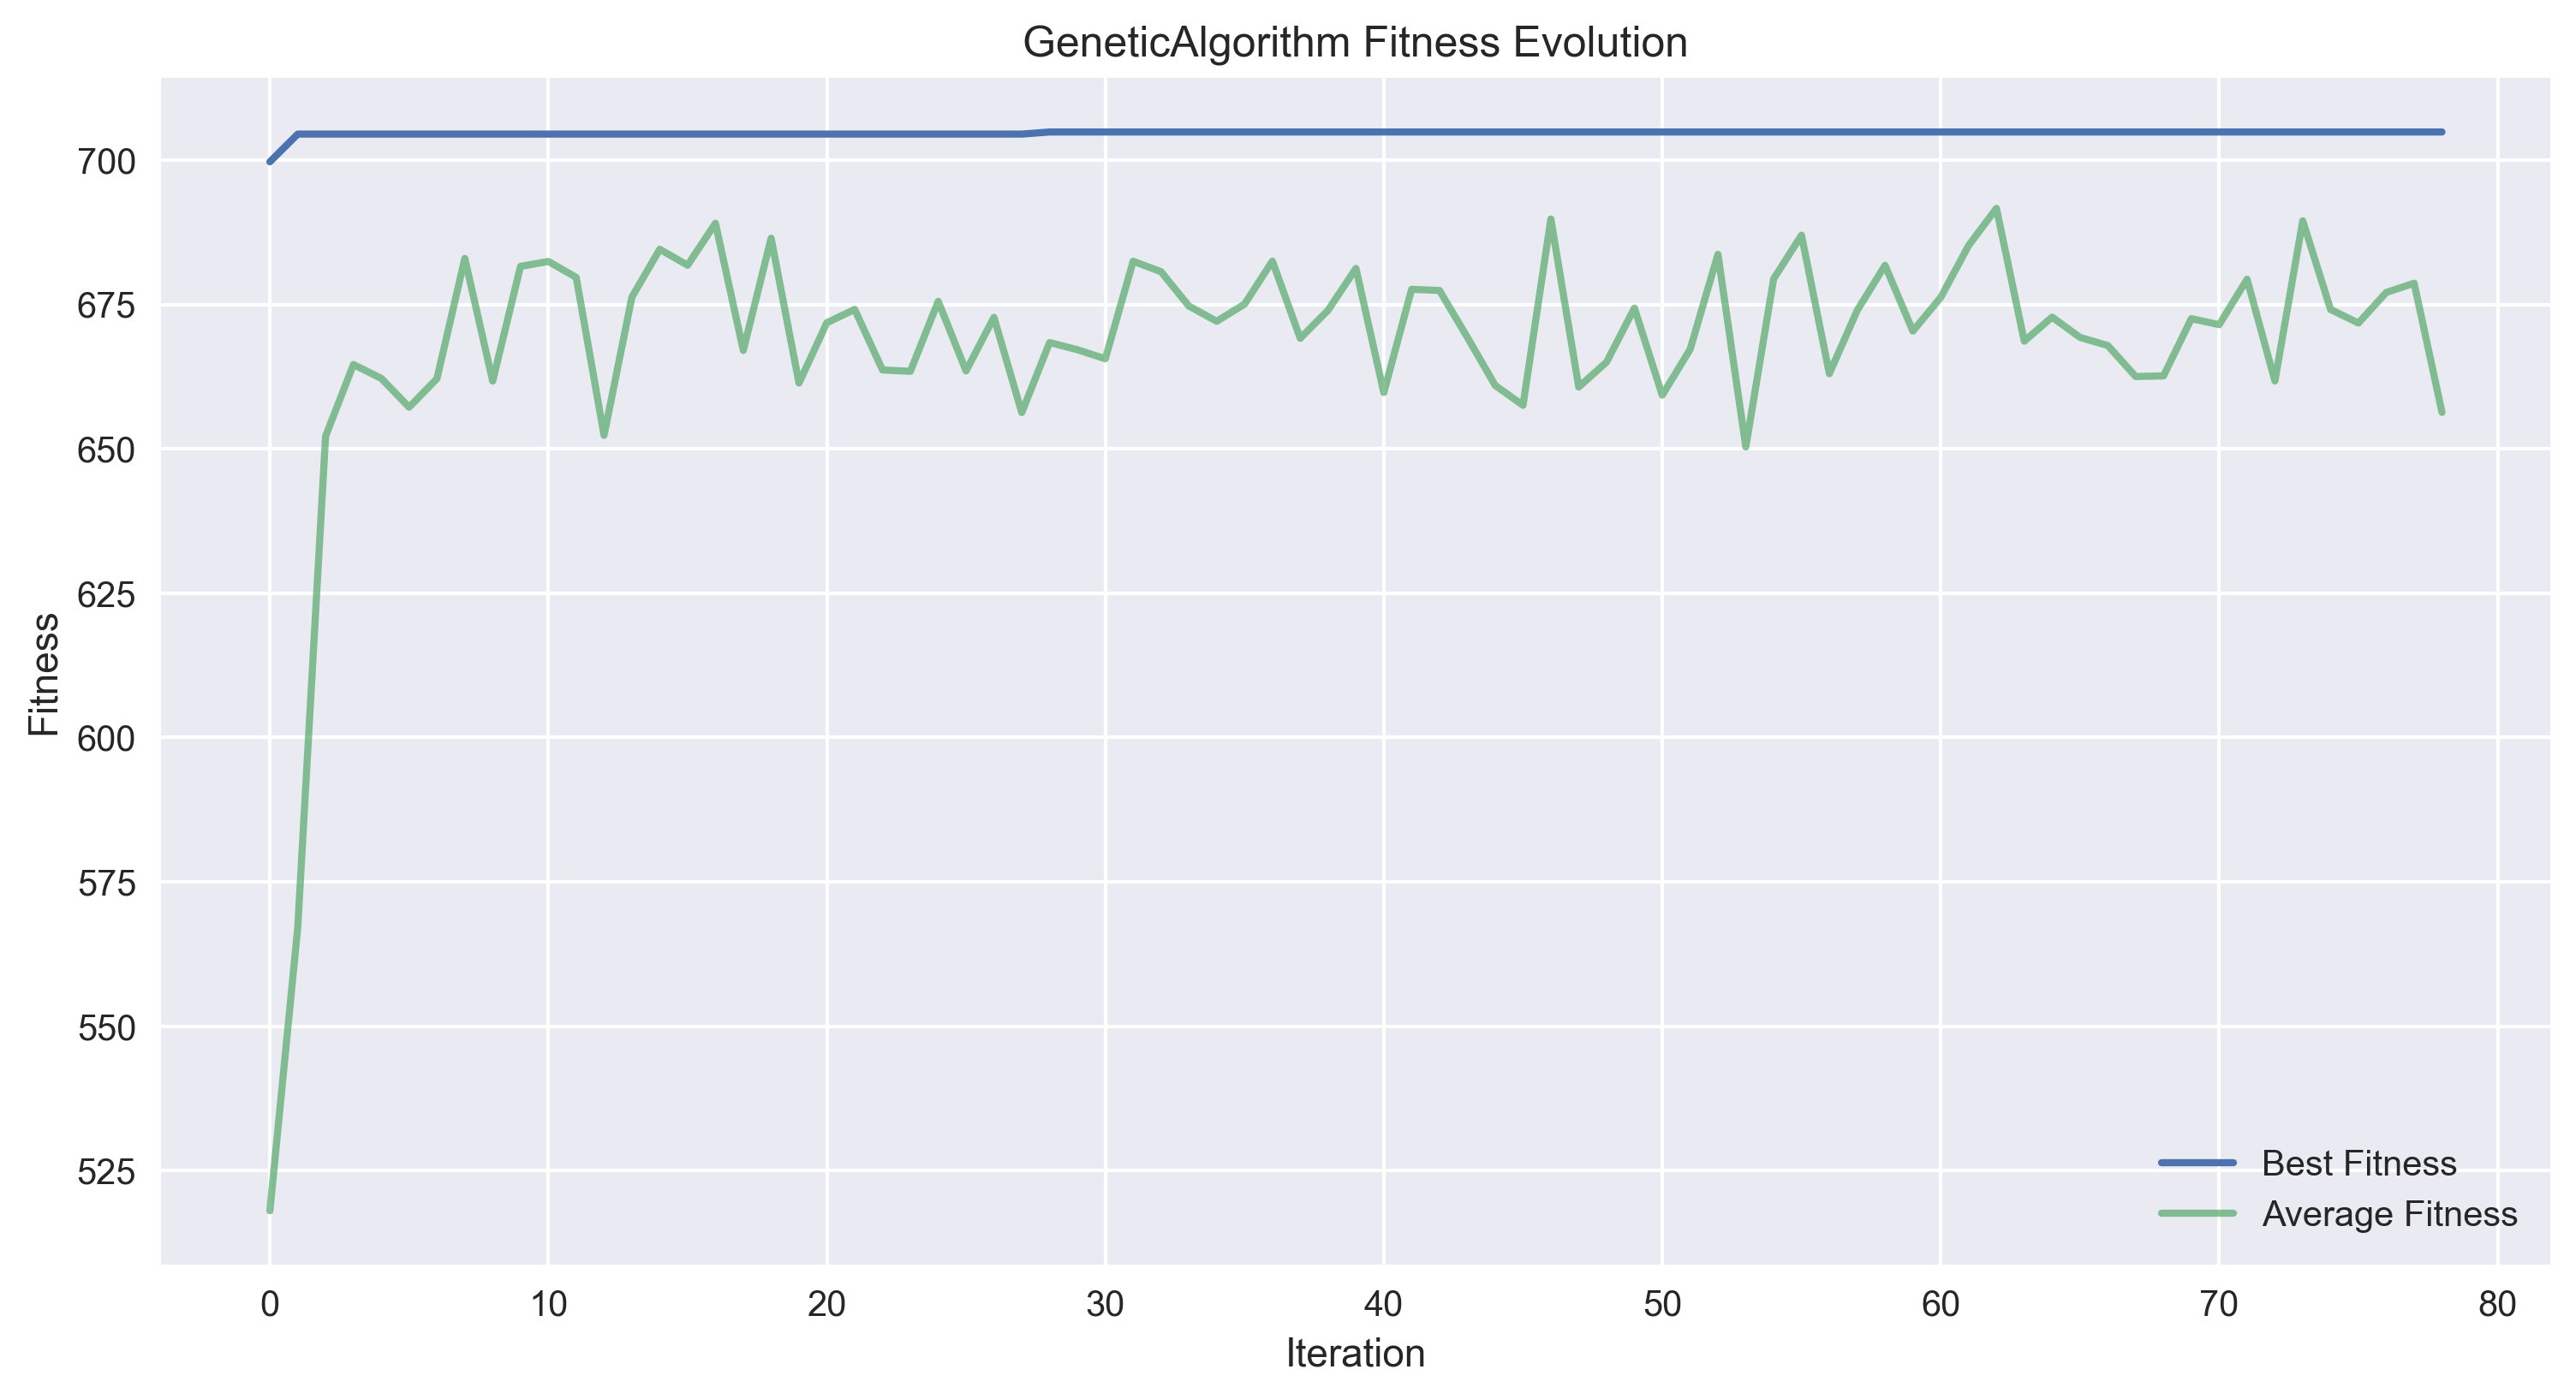 GeneticAlgorithm Fitness Evolution
700
675
650
625
600
575
550
525
Fitness
0 10 20 30 40 50 60 70 80
Iteration
Best Fitness
Average Fitness